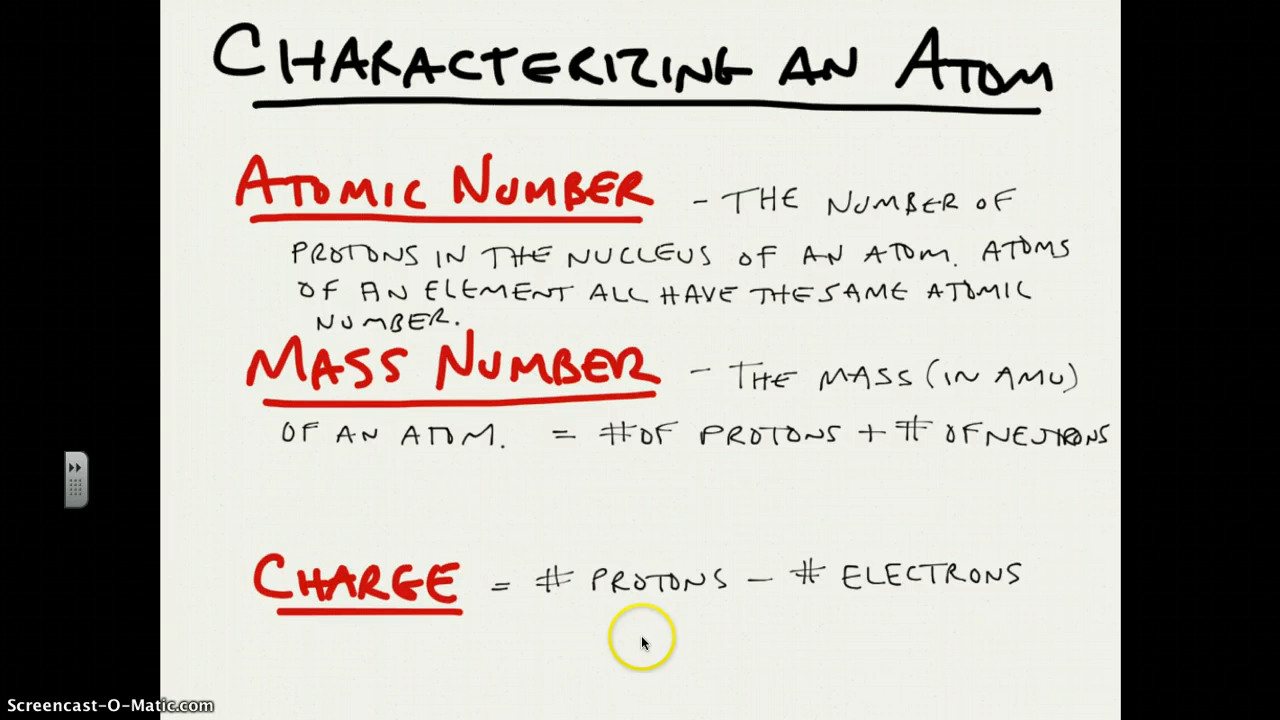 CHARACTERIZING AN ATOM
ATOMIC NUMBER - THE NUMBER OF
PROTONS IN THE NUCLEUS OF AN ATOM. ATOMS
OF AN ELEMENT ALL HAVE THE SAME ATOMIC
NUMBER.
MASS NUMBER - THE MASS (IN AMU)
OF AN ATOM. = # OF PROTONS + # OF NEUTRONS
CHARGE = # PROTONS - # ELECTRONS
Screencast-O-Matic.com